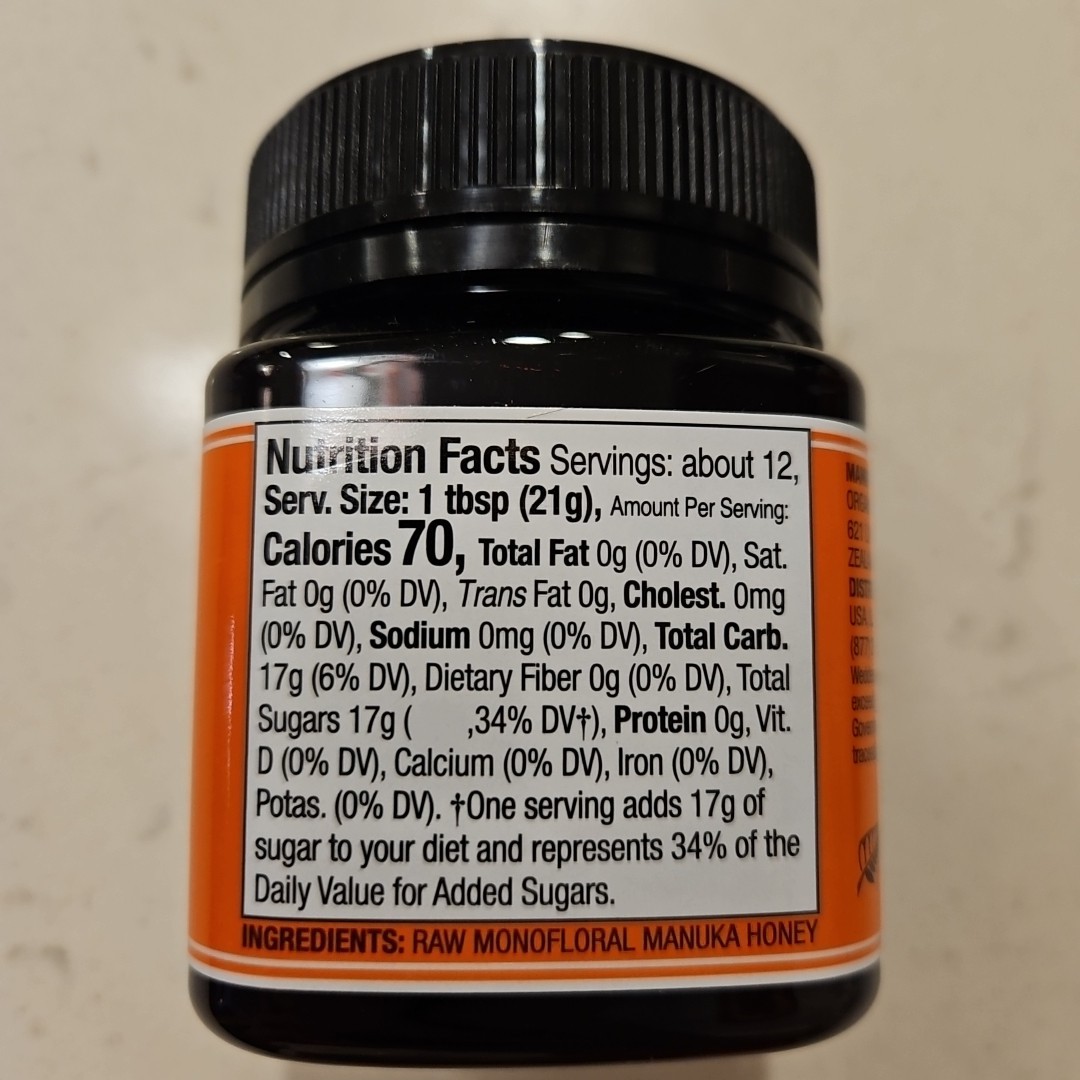 Nutrition Facts Servings: about 12,
Serv. Size: 1 tbsp (21g), Amount Per Serving:
Calories 70, Total Fat 0g (0% DV), Sat.
Fat 0g (0% DV), Trans Fat 0g, Cholest. 0mg
(0% DV), Sodium 0mg (0% DV), Total Carb.
17g (6% DV), Dietary Fiber 0g (0% DV), Total
Sugars 17g ( ,34% DV†), Protein 0g, Vit.
D (0% DV), Calcium (0% DV), Iron (0% DV),
Potas. (0% DV). †One serving adds 17g of
sugar to your diet and represents 34% of the
Daily Value for Added Sugars.
INGREDIENTS: RAW MONOFLORAL MANUKA HONEY
USA